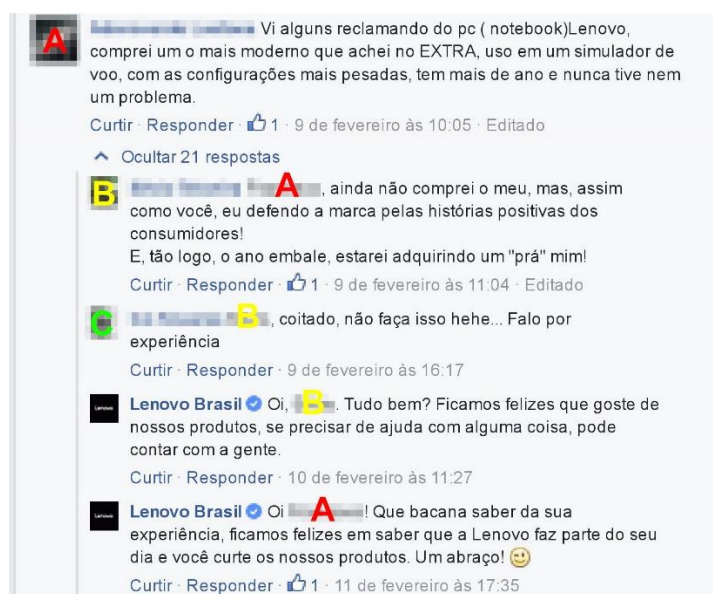 A
Vi alguns reclamando do pc ( notebook)Lenovo,
comprei um o mais moderno que achei no EXTRA, uso em um simulador de
voo, com as configurações mais pesadas, tem mais de ano e nunca tive nem
um problema.
Curtir · Responder · 1 · 9 de fevereiro às 10:05 · Editado
Ocultar 21 respostas
B A , ainda não comprei o meu, mas, assim
como você, eu defendo a marca pelas histórias positivas dos
consumidores!
E, tão logo, o ano embale, estarei adquirindo um "prá" mim!
Curtir · Responder · 1 · 9 de fevereiro às 11:04 · Editado
C B , coitado, não faça isso hehe... Falo por
experiência
Curtir · Responder · 9 de fevereiro às 16:17
Lenovo Brasil Oi, B . Tudo bem? Ficamos felizes que goste de
nossos produtos, se precisar de ajuda com alguma coisa, pode
contar com a gente.
Curtir · Responder · 10 de fevereiro às 11:27
Lenovo Brasil Oi A ! Que bacana saber da sua
experiência, ficamos felizes em saber que a Lenovo faz parte do seu
dia e você curte os nossos produtos. Um abraço!
Curtir · Responder · 1 · 11 de fevereiro às 17:35